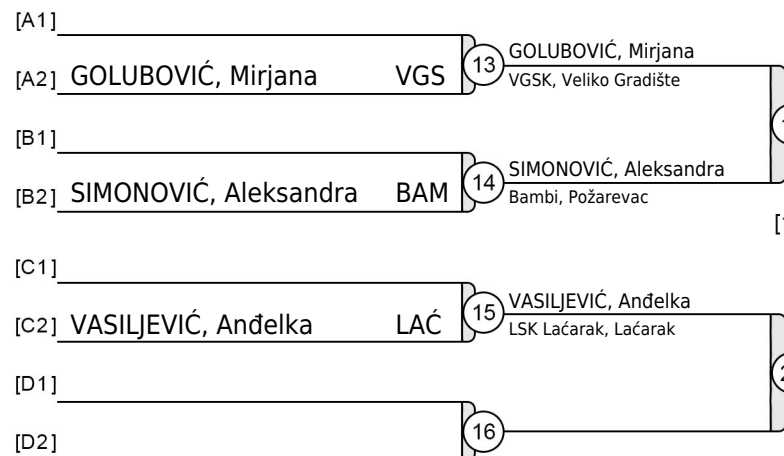 [A1]
[A2] GOLUBOVIĆ, Mirjana VGS
13
GOLUBOVIĆ, Mirjana
VGSK, Veliko Gradište
[B1]
[B2] SIMONOVIĆ, Aleksandra BAM
14
SIMONOVIĆ, Aleksandra
Bambi, Požarevac
[C1]
[C2] VASILJEVIĆ, Anđelka LAĆ
15
VASILJEVIĆ, Anđelka
LSK Laćarak, Laćarak
[D1]
[D2]
16